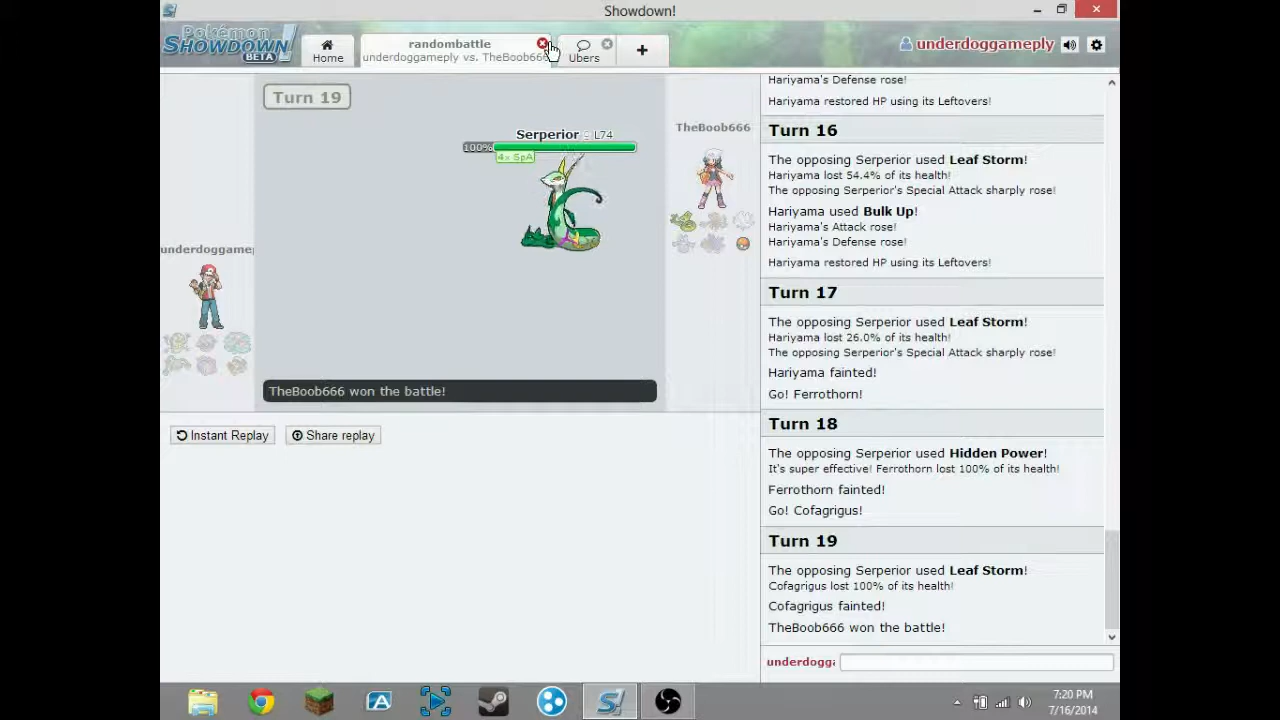 Showdown!
Pokémon
SHOWDOWN!
BETA
Home
randombattle
underdoggameply vs. TheBoob666
Ubers
underdoggameply
Turn 19
Serperior L74
100%
4x SpA
TheBoob666
underdoggamep
TheBoob666 won the battle!
Instant Replay
Share replay
Hariyama's Defense rose!
Hariyama restored HP using its Leftovers!
Turn 16
The opposing Serperior used Leaf Storm!
Hariyama lost 54.4% of its health!
The opposing Serperior's Special Attack sharply rose!
Hariyama used Bulk Up!
Hariyama's Attack rose!
Hariyama's Defense rose!
Hariyama restored HP using its Leftovers!
Turn 17
The opposing Serperior used Leaf Storm!
Hariyama lost 26.0% of its health!
The opposing Serperior's Special Attack sharply rose!
Hariyama fainted!
Go! Ferrothorn!
Turn 18
The opposing Serperior used Hidden Power!
It's super effective! Ferrothorn lost 100% of its health!
Ferrothorn fainted!
Go! Cofagrigus!
Turn 19
The opposing Serperior used Leaf Storm!
Cofagrigus lost 100% of its health!
Cofagrigus fainted!
TheBoob666 won the battle!
underdogg:
7:20 PM
7/16/2014